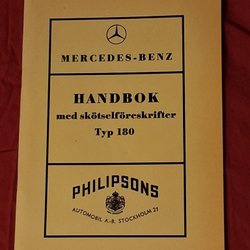 MERCEDES-BENZ
HANDBOK
med skötselföreskrifter
Typ 180
PHILIPSONS
AUTOMOBIL A.-B. STOCKHOLM 21